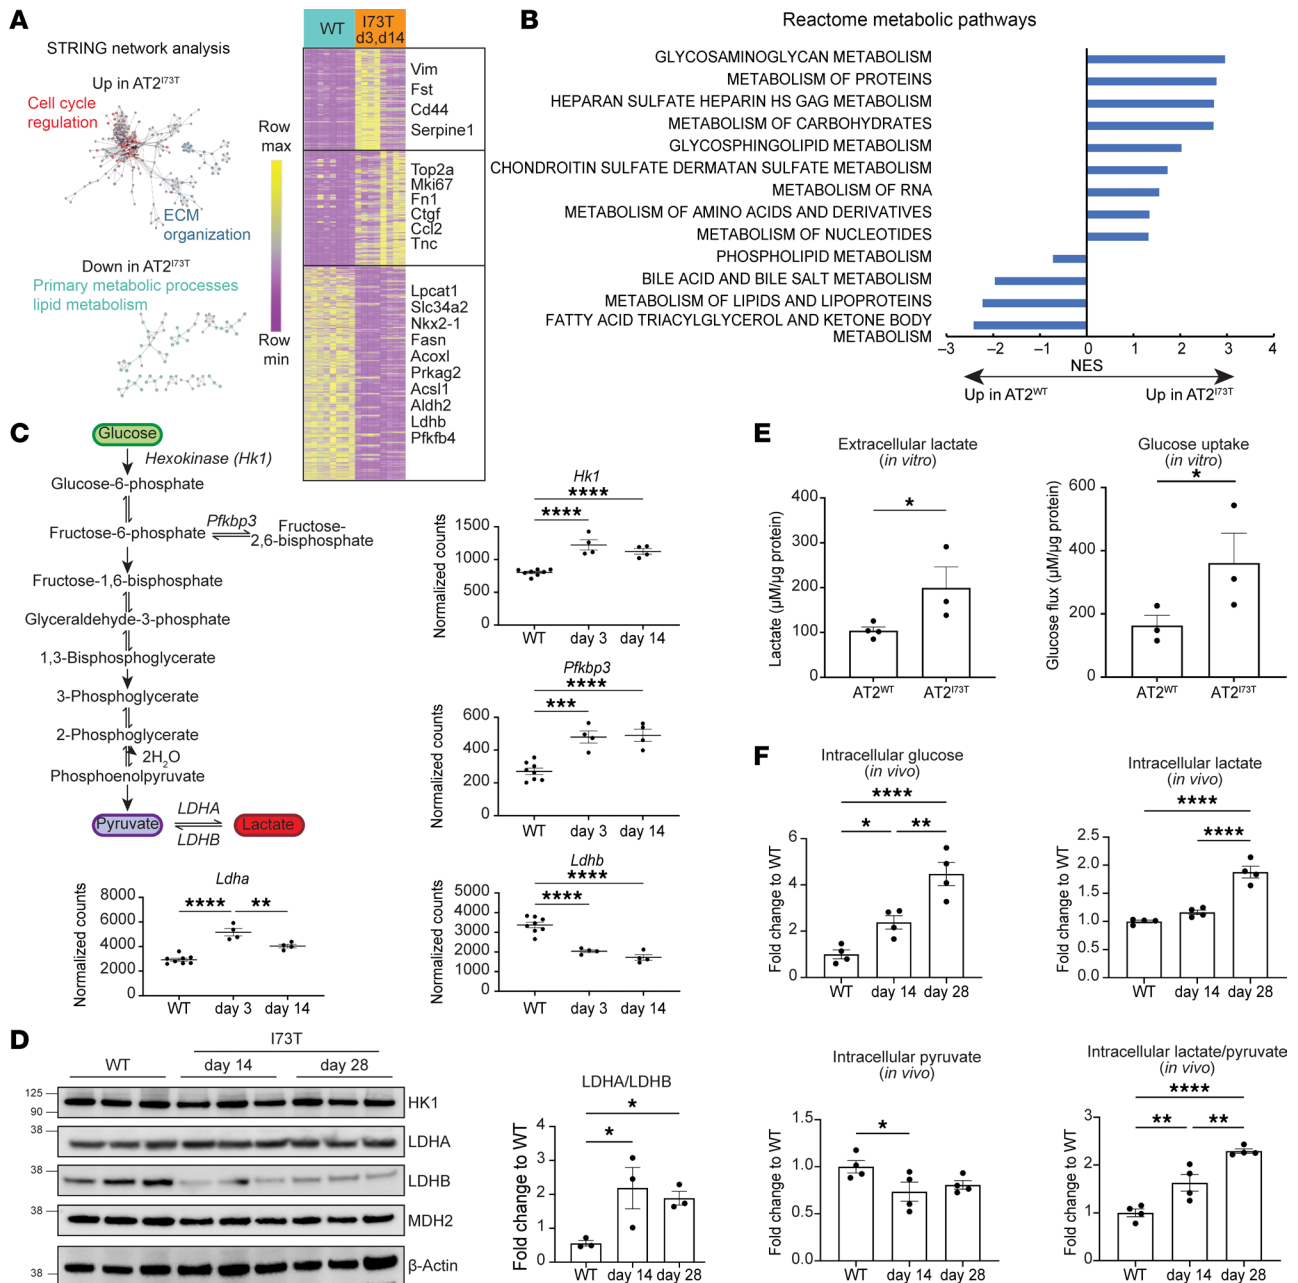 A
STRING network analysis
Up in AT2^I73T
Cell cycle
regulation
ECM
organization
Down in AT2^I73T
Primary metabolic processes
lipid metabolism
Row
max
Row
min
WT
I73T
d3,d14
Vim
Fst
Cd44
Serpine1
Top2a
Mki67
Fn1
Ctgf
Ccl2
Tnc
Lpcat1
Slc34a2
Nkx2-1
Fasn
Acoxl
Prkag2
Acsl1
Aldh2
Ldhb
Pfkfb4
B
Reactome metabolic pathways
GLYCOSAMINOGLYCAN METABOLISM
METABOLISM OF PROTEINS
HEPARAN SULFATE HEPARIN HS GAG METABOLISM
METABOLISM OF CARBOHYDRATES
GLYCOSPHINGOLIPID METABOLISM
CHONDROITIN SULFATE DERMATAN SULFATE METABOLISM
METABOLISM OF RNA
METABOLISM OF AMINO ACIDS AND DERIVATIVES
METABOLISM OF NUCLEOTIDES
PHOSPHOLIPID METABOLISM
BILE ACID AND BILE SALT METABOLISM
METABOLISM OF LIPIDS AND LIPOPROTEINS
FATTY ACID TRIACYLGLYCEROL AND KETONE BODY
METABOLISM
–3 –2 –1 0 1 2 3 4
NES
Up in AT2^WT
Up in AT2^I73T
C
Glucose
Hexokinase (Hk1)
Glucose-6-phosphate
Fructose-6-phosphate
Pfkbp3
Fructose-
2,6-bisphosphate
Fructose-1,6-bisphosphate
Glyceraldehyde-3-phosphate
1,3-Bisphosphoglycerate
3-Phosphoglycerate
2-Phosphoglycerate
2H₂O
Phosphoenolpyruvate
Pyruvate
LDHA
LDHB
Lactate
Hk1
****
****
Normalized counts
1500
1000
500
0
WT day 3 day 14
Pfkbp3
****
***
Normalized counts
600
400
200
0
WT day 3 day 14
Ldha
**** **
Normalized counts
8000
6000
4000
2000
0
WT day 3 day 14
Ldhb
****
****
Normalized counts
5000
4000
3000
2000
1000
0
WT day 3 day 14
D
I73T
WT day 14 day 28
125
90
HK1
38
LDHA
38
LDHB
38
MDH2
38
β-Actin
LDHA/LDHB
*
*
Fold change to WT
4
3
2
1
0
WT day 14 day 28
E
Extracellular lactate
(in vitro)
*
Lactate (µM/µg protein)
400
300
200
100
0
AT2^WT AT2^I73T
Glucose uptake
(in vitro)
*
Glucose flux (µM/µg protein)
600
400
200
0
AT2^WT AT2^I73T
F
Intracellular glucose
(in vivo)
****
* **
Fold change to WT
6
4
2
0
WT day 14 day 28
Intracellular lactate
(in vivo)
****
****
Fold change to WT
2.5
2.0
1.5
1.0
0.5
0.0
WT day 14 day 28
Intracellular pyruvate
(in vivo)
*
Fold change to WT
1.5
1.0
0.5
0.0
WT day 14 day 28
Intracellular lactate/pyruvate
(in vivo)
****
** **
Fold change to WT
3
2
1
0
WT day 14 day 28